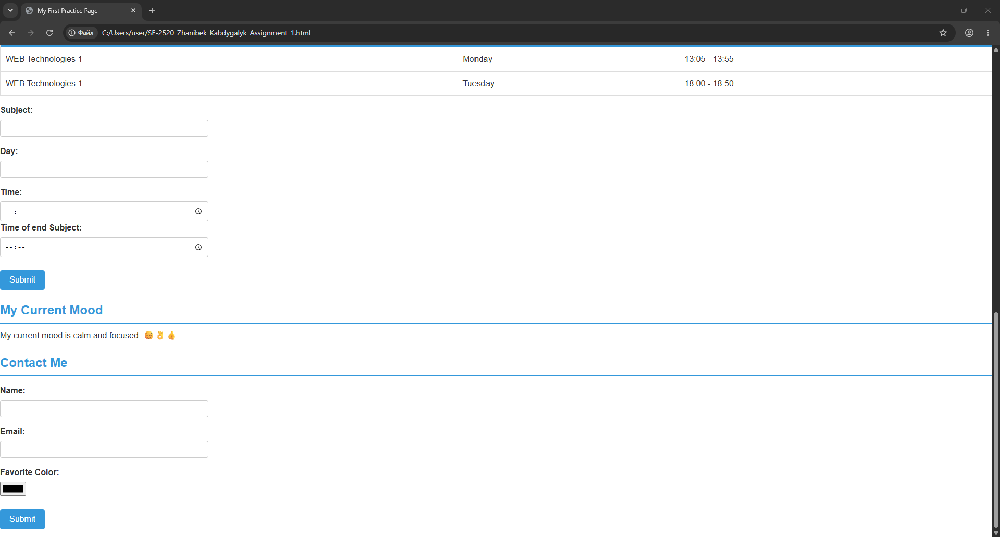 My First Practice Page
Файл C:/Users/user/SE-2520_Zhanibek_Kabdygalyk_Assignment_1.html
WEB Technologies 1 Monday 13:05 - 13:55
WEB Technologies 1 Tuesday 18:00 - 18:50
Subject:
Day:
Time:
--:--
Time of end Subject:
--:--
Submit
My Current Mood
My current mood is calm and focused. 😌👌👍
Contact Me
Name:
Email:
Favorite Color:
Submit